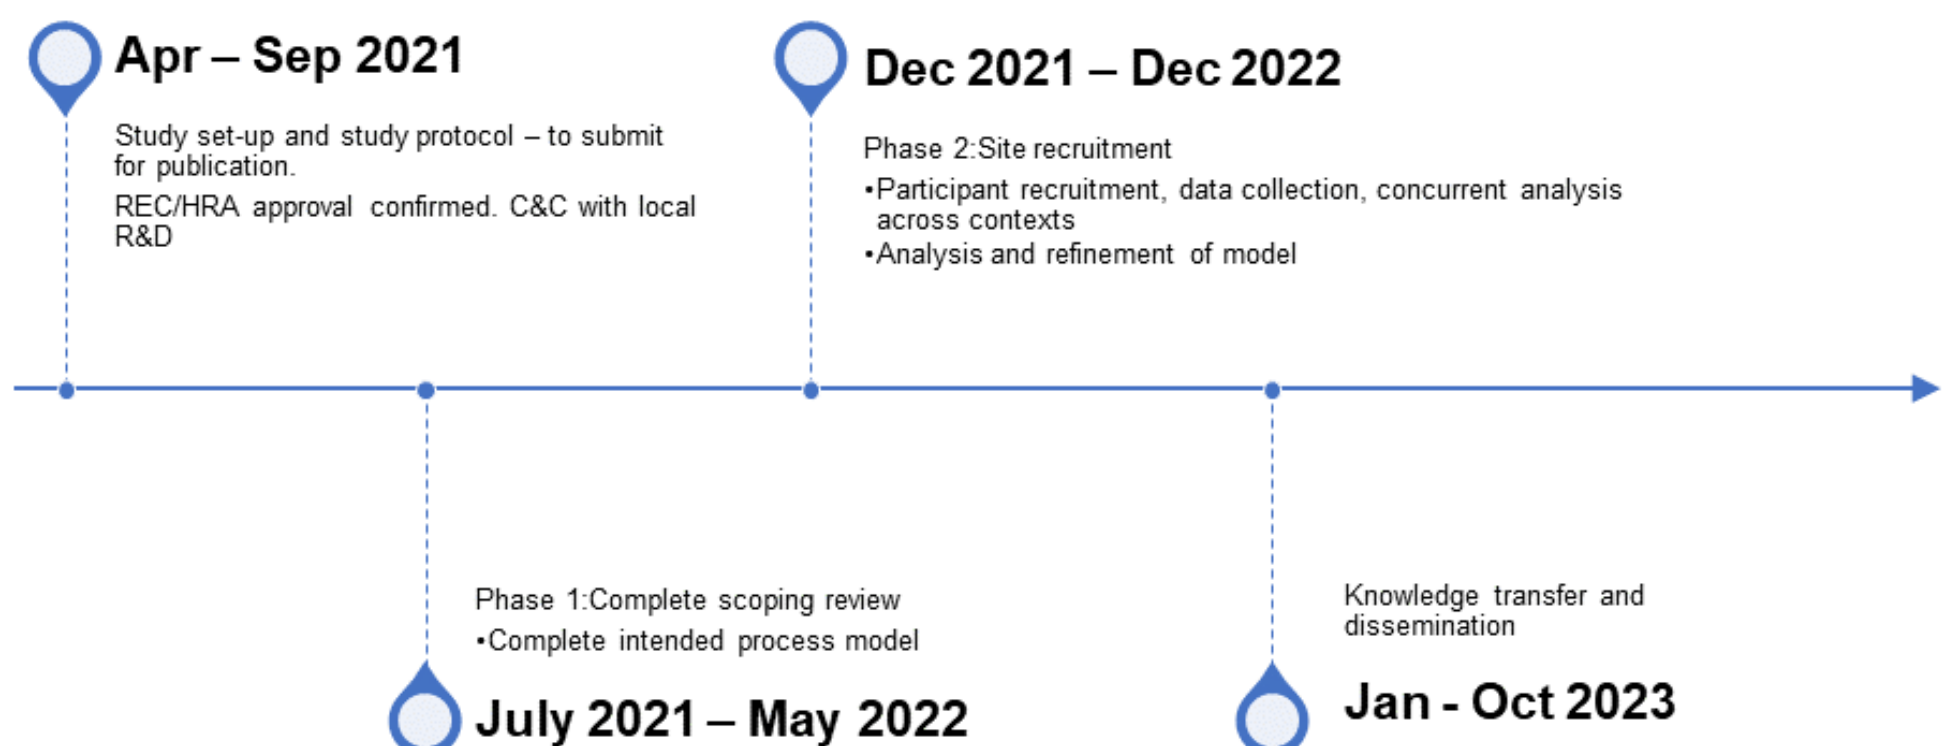 Apr – Sep 2021
Study set-up and study protocol – to submit
for publication.
REC/HRA approval confirmed. C&C with local
R&D
Dec 2021 – Dec 2022
Phase 2:Site recruitment
•Participant recruitment, data collection, concurrent analysis
across contexts
•Analysis and refinement of model
Phase 1:Complete scoping review
•Complete intended process model
July 2021 – May 2022
Knowledge transfer and
dissemination
Jan - Oct 2023